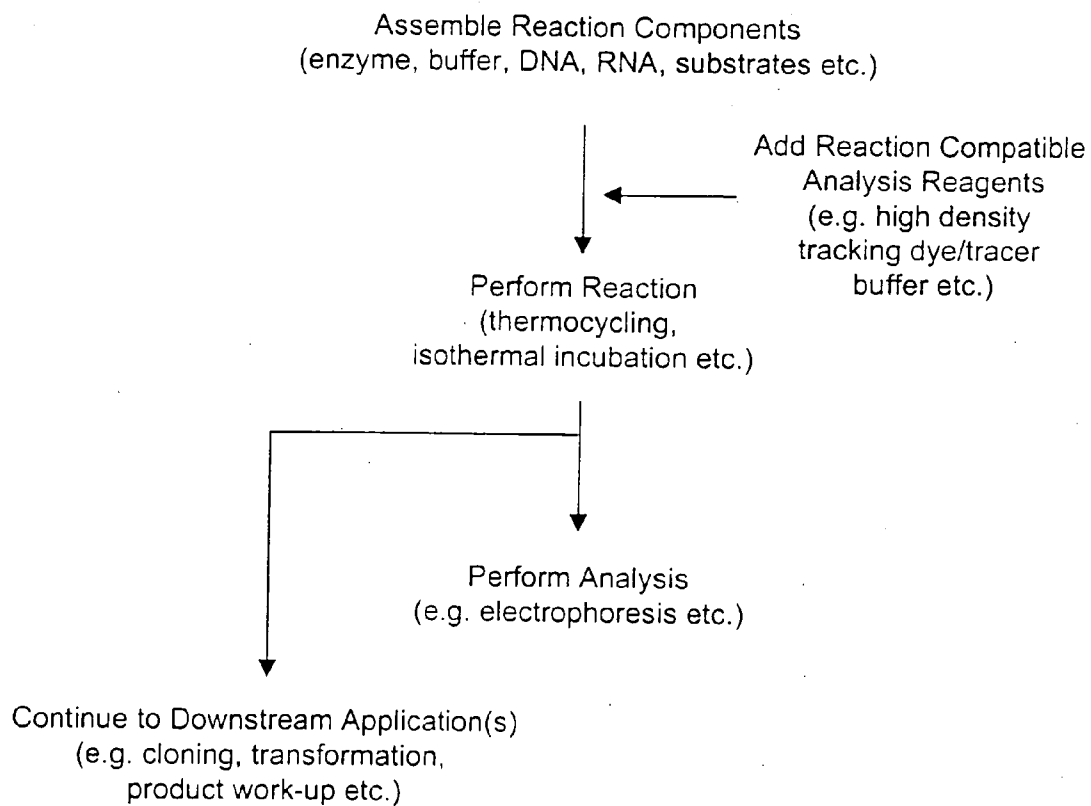 Assemble Reaction Components
(enzyme, buffer, DNA, RNA, substrates etc.)
Add Reaction Compatible
Analysis Reagents
(e.g. high density
tracking dye/tracer
buffer etc.)
Perform Reaction
(thermocycling,
isothermal incubation etc.)
Perform Analysis
(e.g. electrophoresis etc.)
Continue to Downstream Application(s)
(e.g. cloning, transformation,
product work-up etc.)